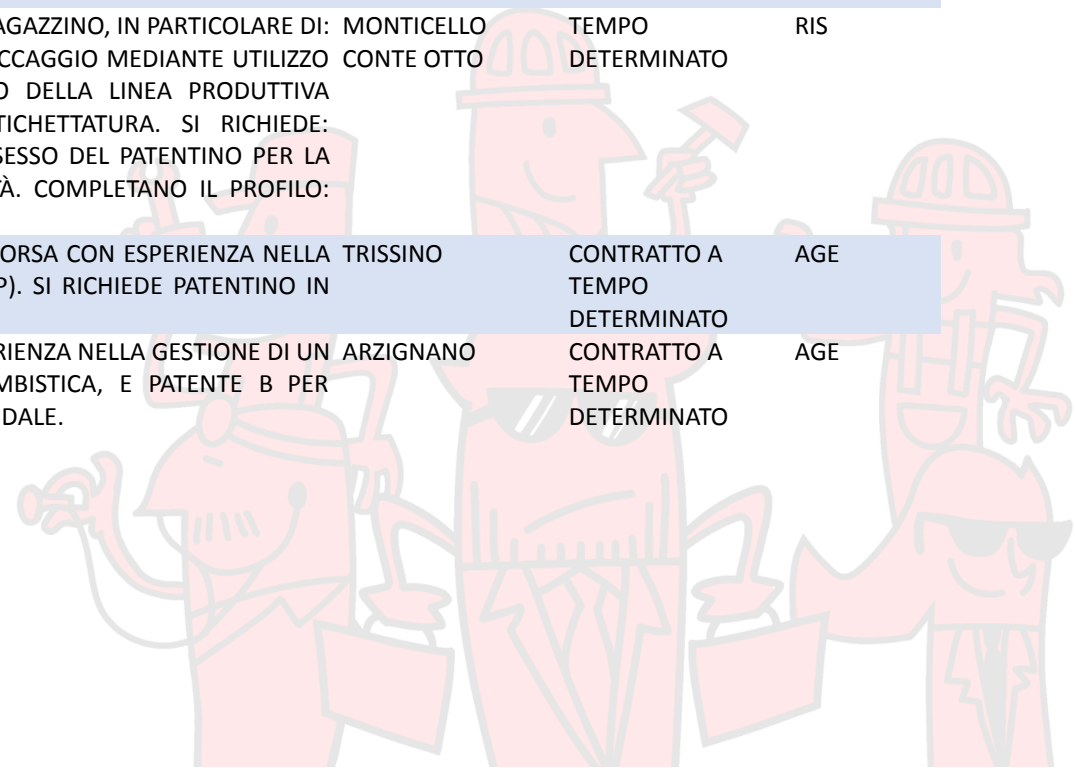 AGAZZINO, IN PARTICOLARE DI: MONTICELLO TEMPO RIS
CCAGGIO MEDIANTE UTILIZZO CONTE OTTO DETERMINATO
O DELLA LINEA PRODUTTIVA
TICHETTATURA. SI RICHIEDE:
SESSO DEL PATENTINO PER LA
TÀ. COMPLETANO IL PROFILO:
ORSA CON ESPERIENZA NELLA TRISSINO CONTRATTO A AGE
P). SI RICHIEDE PATENTINO IN TEMPO
DETERMINATO
RIENZA NELLA GESTIONE DI UN ARZIGNANO CONTRATTO A AGE
MBISTICA, E PATENTE B PER TEMPO
DALE. DETERMINATO